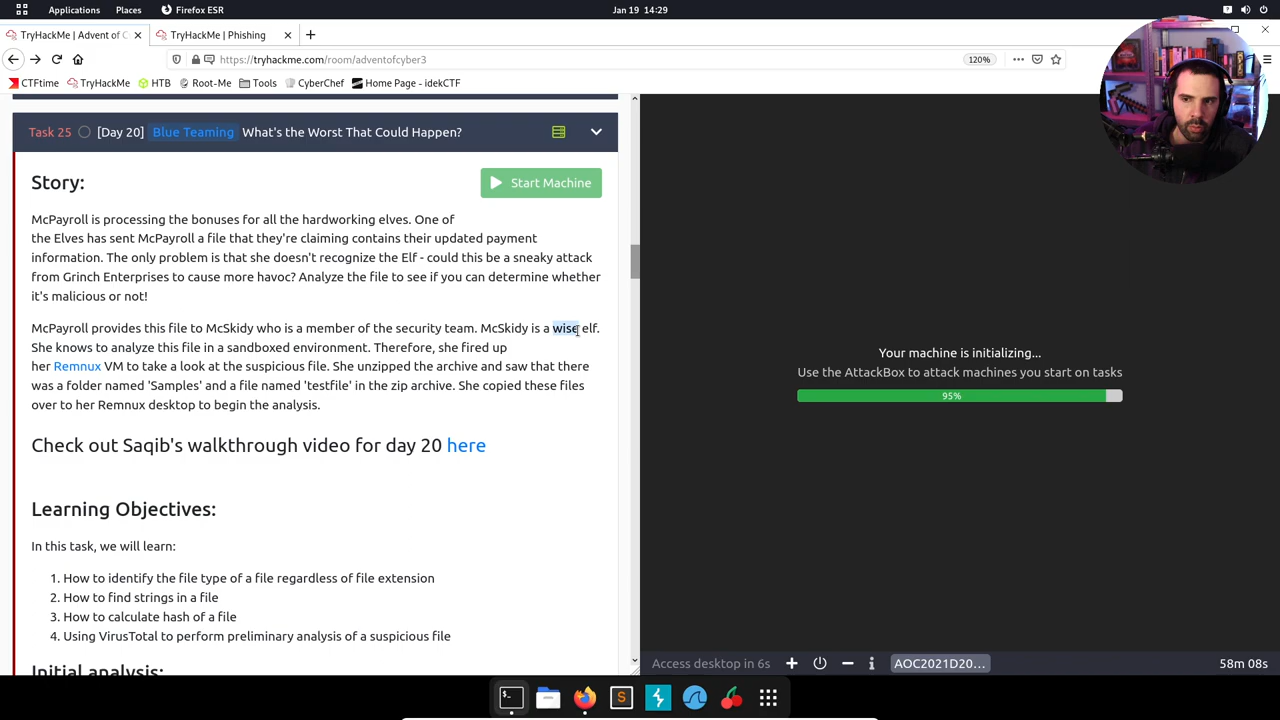 Applications Places Firefox ESR Jan 19 14:29
TryHackMe | Advent of C TryHackMe | Phishing
https://tryhackme.com/room/adventofcyber3 120%
CTFtime TryHackMe HTB Root-Me Tools CyberChef Home Page - idekCTF
Task 25 [Day 20] Blue Teaming What's the Worst That Could Happen?
Story:
Start Machine
McPayroll is processing the bonuses for all the hardworking elves. One of
the Elves has sent McPayroll a file that they're claiming contains their updated payment
information. The only problem is that she doesn't recognize the Elf - could this be a sneaky attack
from Grinch Enterprises to cause more havoc? Analyze the file to see if you can determine whether
it's malicious or not!
McPayroll provides this file to McSkidy who is a member of the security team. McSkidy is a wise elf.
She knows to analyze this file in a sandboxed environment. Therefore, she fired up
her Remnux VM to take a look at the suspicious file. She unzipped the archive and saw that there
was a folder named 'Samples' and a file named 'testfile' in the zip archive. She copied these files
over to her Remnux desktop to begin the analysis.
Check out Saqib's walkthrough video for day 20 here
Learning Objectives:
In this task, we will learn:
1. How to identify the file type of a file regardless of file extension
2. How to find strings in a file
3. How to calculate hash of a file
4. Using VirusTotal to perform preliminary analysis of a suspicious file
Initial analysis:
Your machine is initializing...
Use the AttackBox to attack machines you start on tasks
95%
Access desktop in 6s AOC2021D20... 58m 08s